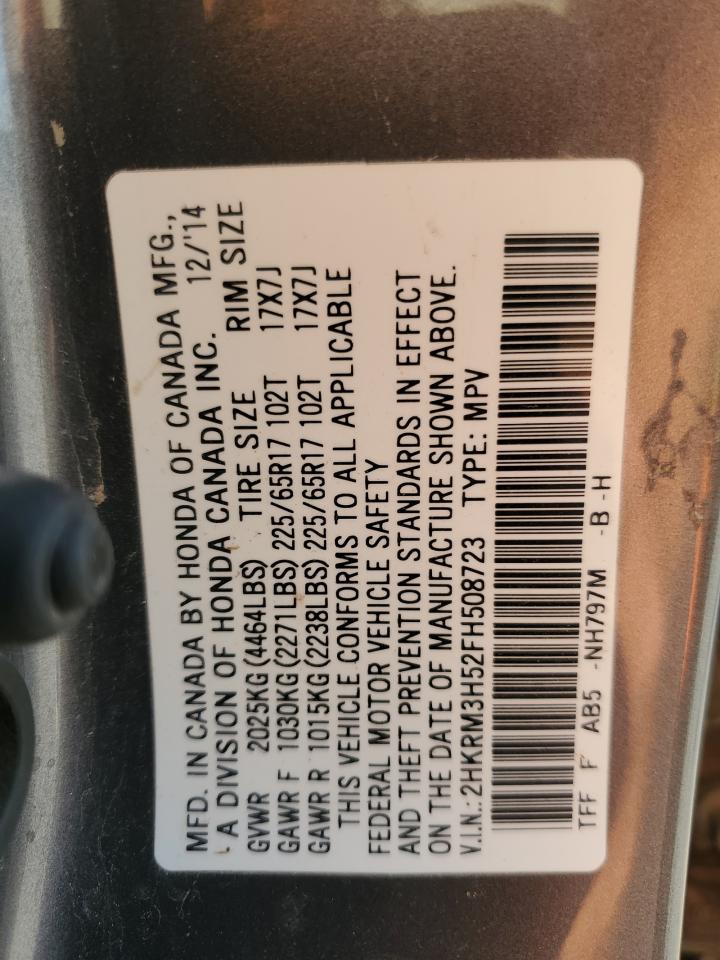 MFD. IN CANADA BY HONDA OF CANADA MFG.,
A DIVISION OF HONDA CANADA INC. 12/'14
GVWR 2025KG(4464LBS) TIRE SIZE RIM SIZE
GAWR F 1030KG(2271LBS) 225/65R17 102T 17X7J
GAWR R 1015KG(2238LBS) 225/65R17 102T 17X7J
THIS VEHICLE CONFORMS TO ALL APPLICABLE
FEDERAL MOTOR VEHICLE SAFETY
AND THEFT PREVENTION STANDARDS IN EFFECT
ON THE DATE OF MANUFACTURE SHOWN ABOVE.
V.I.N.:2HKRM3H52FH508723 TYPE: MPV
TFF F AB5 -NH797M -B -H